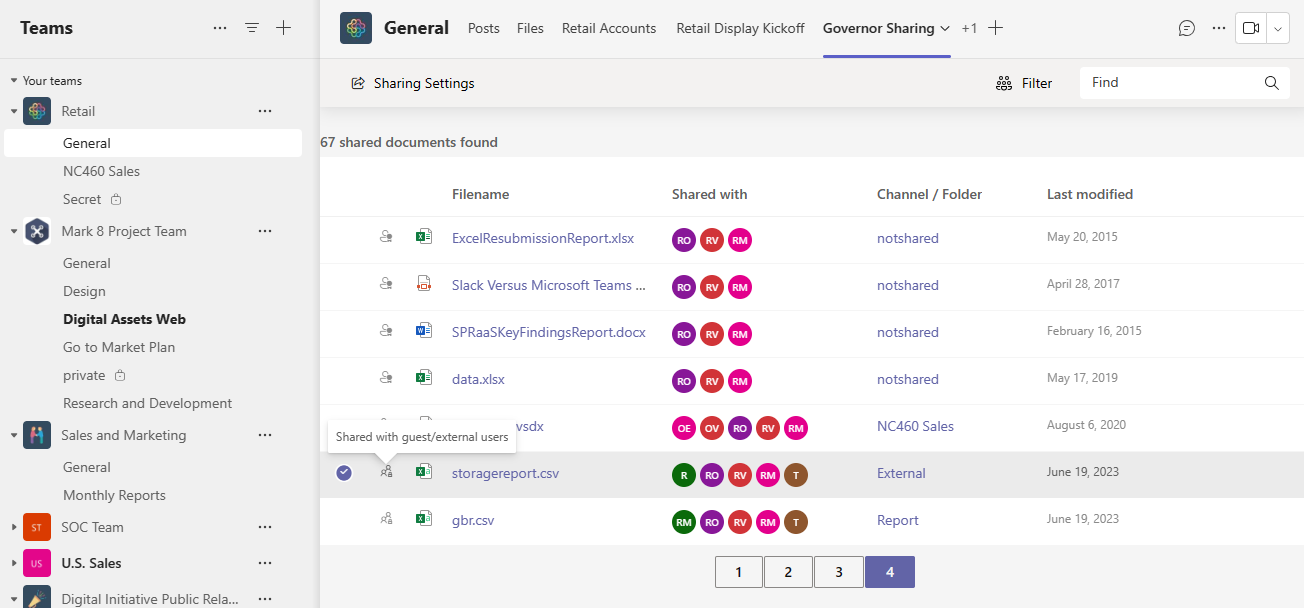 Teams
Your teams
Retail
General
NC460 Sales
Secret
Mark 8 Project Team
General
Design
Digital Assets Web
Go to Market Plan
private
Research and Development
Sales and Marketing
General
Monthly Reports
ST SOC Team
US U.S. Sales
Digital Initiative Public Rela...
General Posts Files Retail Accounts Retail Display Kickoff Governor Sharing +1
Sharing Settings Filter Find
67 shared documents found
Filename Shared with Channel / Folder Last modified
ExcelResubmissionReport.xlsx RO RV RM notshared May 20, 2015
Slack Versus Microsoft Teams ... RO RV RM notshared April 28, 2017
SPRaaSKeyFindingsReport.docx RO RV RM notshared February 16, 2015
data.xlsx RO RV RM notshared May 17, 2019
vsdx OE OV RO RV RM NC460 Sales August 6, 2020
Shared with guest/external users
storagereport.csv R RO RV RM T External June 19, 2023
gbr.csv RM RO RV RM T Report June 19, 2023
1 2 3 4